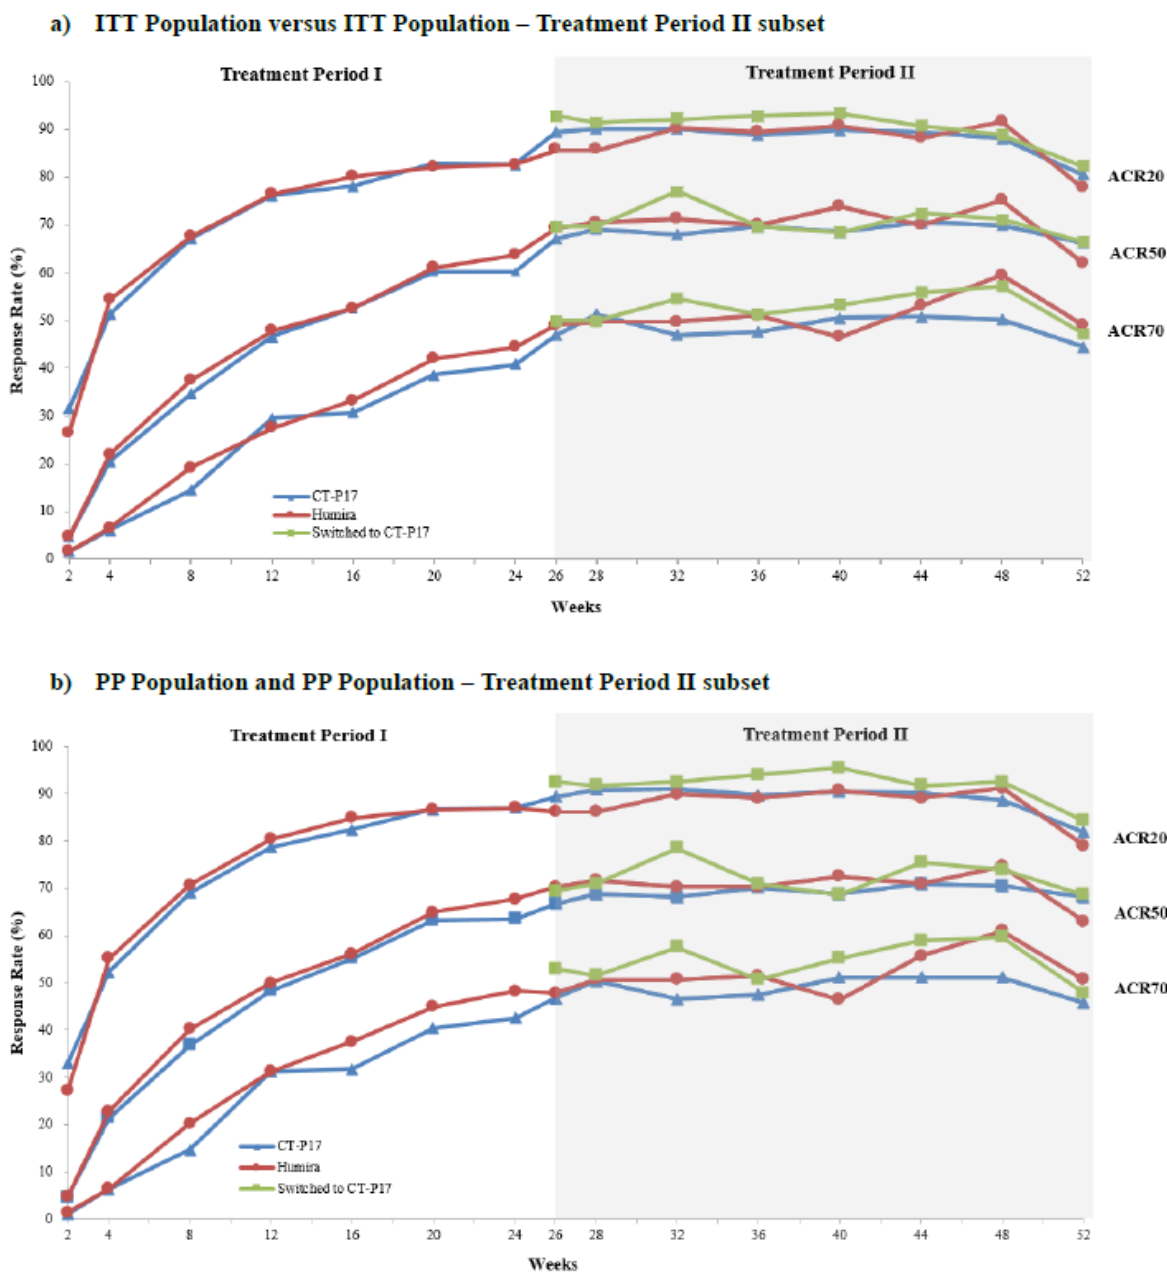 a) ITT Population versus ITT Population – Treatment Period II subset
Treatment Period I
Treatment Period II
100
90
80
70
60
50
40
30
20
10
0
Response Rate (%)
ACR20
ACR50
ACR70
CT-P17
Humira
Switched to CT-P17
2 4 8 12 16 20 24 26 28 32 36 40 44 48 52
Weeks
b) PP Population and PP Population – Treatment Period II subset
Treatment Period I
Treatment Period II
100
90
80
70
60
50
40
30
20
10
0
Response Rate (%)
ACR20
ACR50
ACR70
CT-P17
Humira
Switched to CT-P17
2 4 8 12 16 20 24 26 28 32 36 40 44 48 52
Weeks